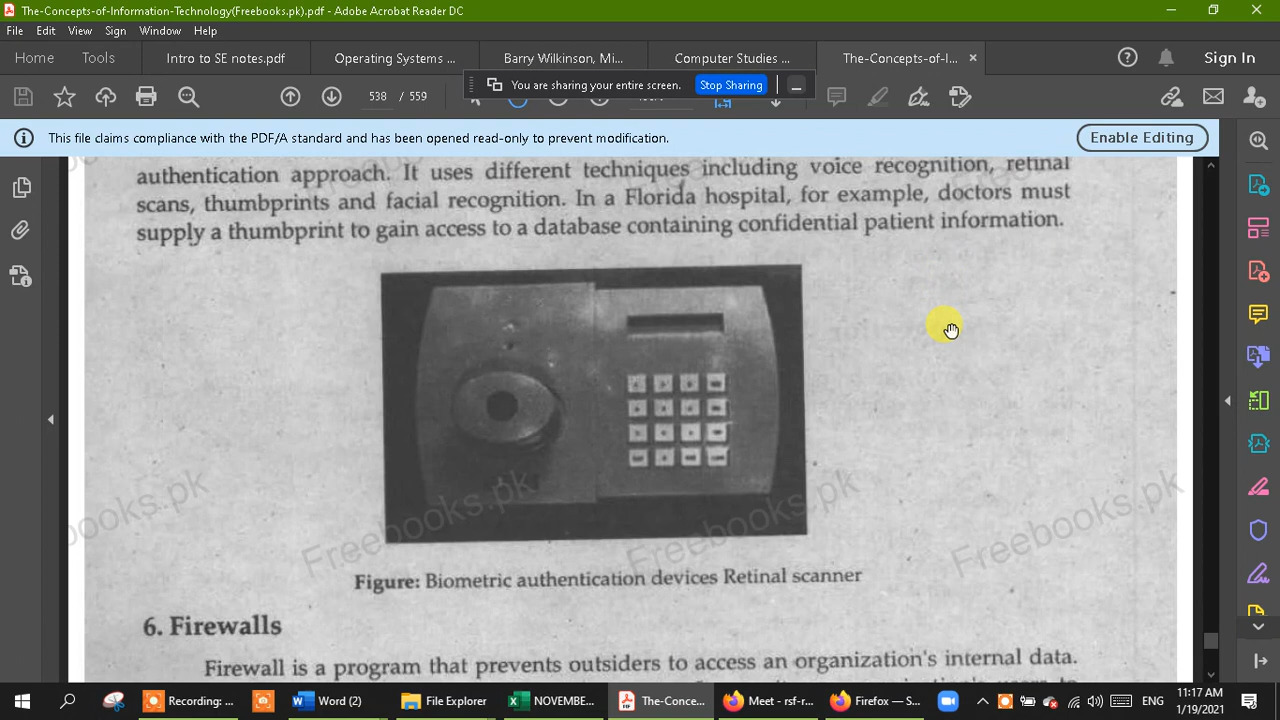 The-Concepts-of-Information-Technology(Freebooks.pk).pdf - Adobe Acrobat Reader DC
File Edit View Sign Window Help
Home Tools Intro to SE notes.pdf Operating Systems ... Barry Wilkinson, Mi... Computer Studies ... The-Concepts-of-I... × Sign In
You are sharing your entire screen. Stop Sharing
538 / 559
This file claims compliance with the PDF/A standard and has been opened read-only to prevent modification. Enable Editing
authentication approach. It uses different techniques including voice recognition, retinal
scans, thumbprints and facial recognition. In a Florida hospital, for example, doctors must
supply a thumbprint to gain access to a database containing confidential patient information.
Freebooks.pk Freebooks.pk Freebooks.pk
Figure: Biometric authentication devices Retinal scanner
6. Firewalls
Firewall is a program that prevents outsiders to access an organization's internal data.
Recording: ... Word (2) File Explorer NOVEMBE... The-Conce... Meet - rsf-r... Firefox — S... ENG 11:17 AM
1/19/2021